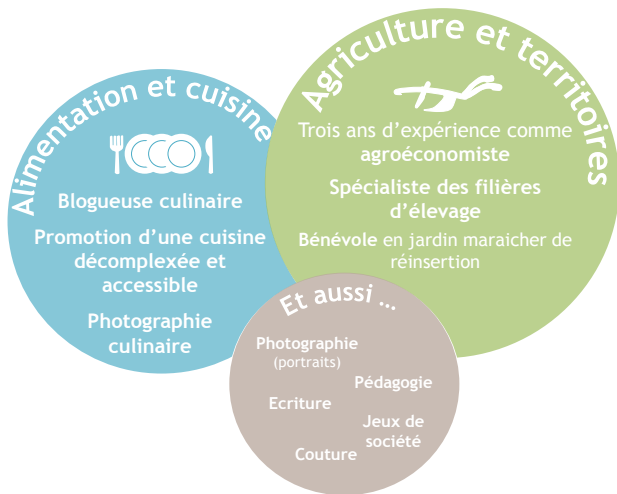 Alimentation et cuisine
Blogueuse culinaire
Promotion d'une cuisine
décomplexée et
accessible
Photographie
culinaire
Agriculture et territoires
Trois ans d'expérience comme
agroéconomiste
Spécialiste des filières
d'élevage
Bénévole en jardin maraicher de
réinsertion
Et aussi ...
Photographie
(portraits)
Pédagogie
Ecriture
Jeux de
société
Couture